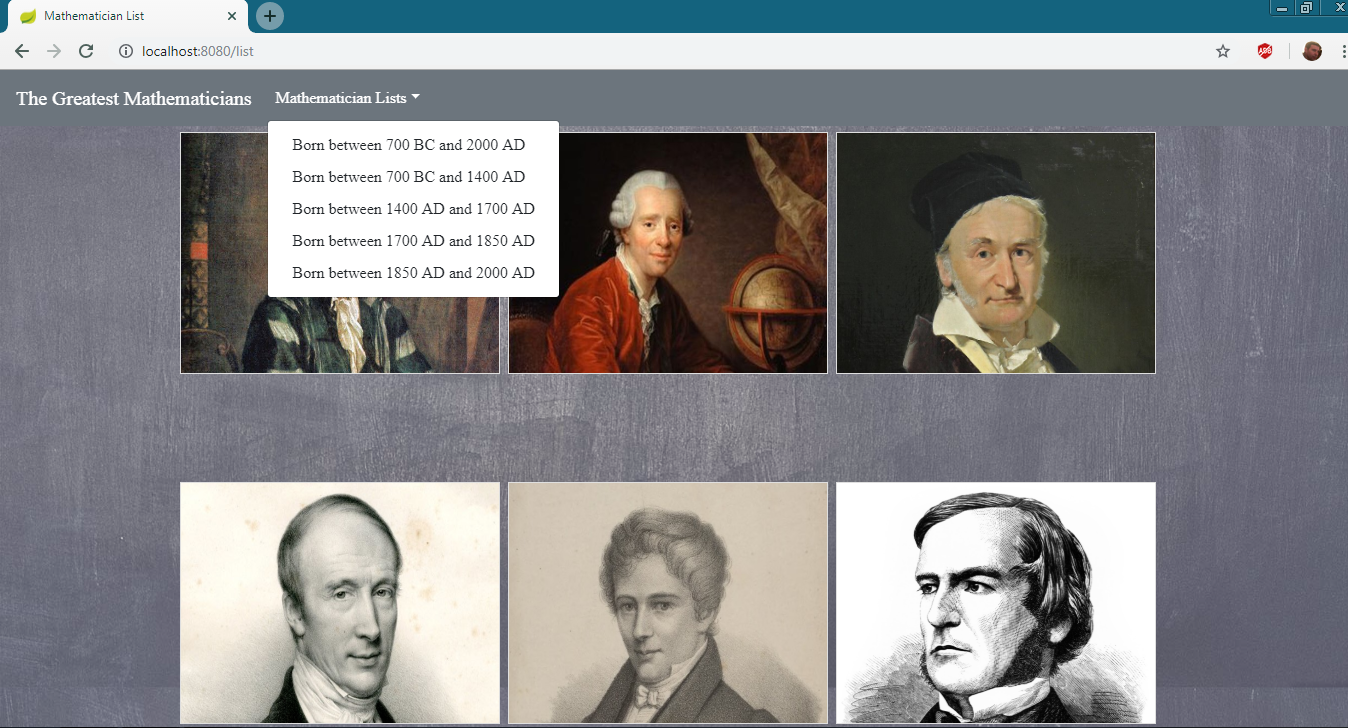 Mathematician List
localhost:8080/list
ABP
The Greatest Mathematicians
Mathematician Lists
Born between 700 BC and 2000 AD
Born between 700 BC and 1400 AD
Born between 1400 AD and 1700 AD
Born between 1700 AD and 1850 AD
Born between 1850 AD and 2000 AD